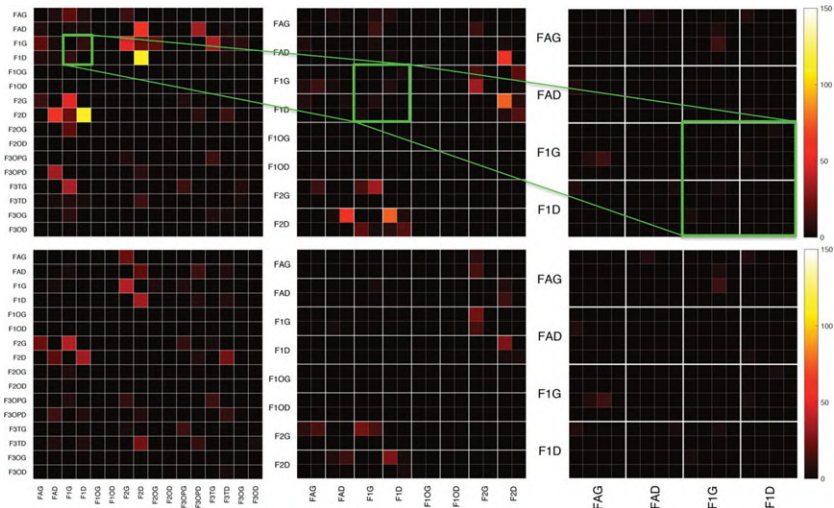 FAG
FAD
F1G
F1D
F1OG
F1OD
F2G
F2D
F2OG
F2OD
F3OPG
F3OPD
F3TG
F3TD
F3OG
F3OD
FAG
FAD
F1G
F1D
F1OG
F1OD
F2G
F2D
FAG
FAD
F1G
F1D
150
100
50
0
FAG
FAD
F1G
F1D
F1OG
F1OD
F2G
F2D
F2OG
F2OD
F3OPG
F3OPD
F3TG
F3TD
F3OG
F3OD
FAG
FAD
F1G
F1D
F1OG
F1OD
F2G
F2D
FAG
FAD
F1G
F1D
150
100
50
0
FAG FAD F1G F1D F1OG F1OD F2G F2D F2OG F2OD F3OPG F3OPD F3TG F3TD F3OG F3OD
FAG FAD F1G F1D F1OG F1OD F2G F2D
FAG FAD F1G F1D